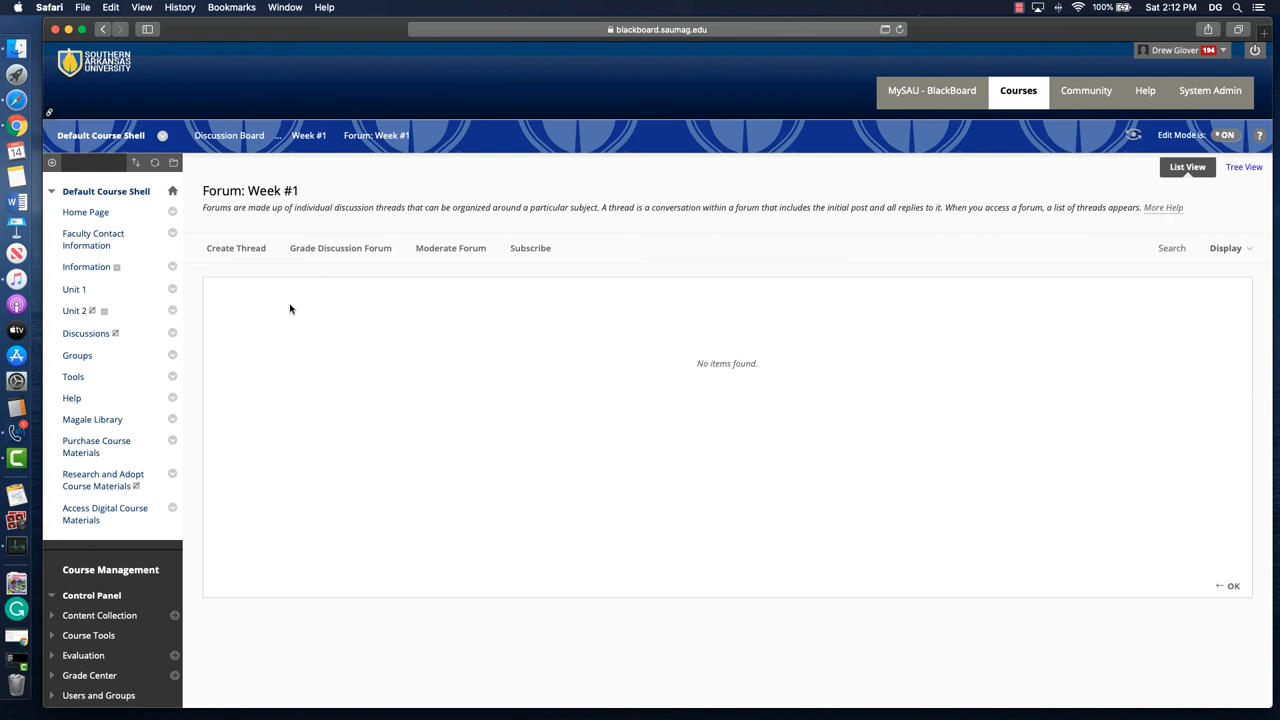 Safari File Edit View History Bookmarks Window Help
100% Sat 2:12 PM DG
blackboard.saumag.edu
SOUTHERN
ARKANSAS
UNIVERSITY
Drew Glover 194
MySAU - BlackBoard Courses Community Help System Admin
Default Course Shell Discussion Board ... Week #1 Forum: Week #1 Edit Mode is: ON ?
List View Tree View
Default Course Shell
Home Page
Faculty Contact
Information
Information
Unit 1
Unit 2
Discussions
Groups
Tools
Help
Magale Library
Purchase Course
Materials
Research and Adopt
Course Materials
Access Digital Course
Materials
Course Management
Control Panel
Content Collection
Course Tools
Evaluation
Grade Center
Users and Groups
Forum: Week #1
Forums are made up of individual discussion threads that can be organized around a particular subject. A thread is a conversation within a forum that includes the initial post and all replies to it. When you access a forum, a list of threads appears. More Help
Create Thread Grade Discussion Forum Moderate Forum Subscribe Search Display
No items found.
← OK